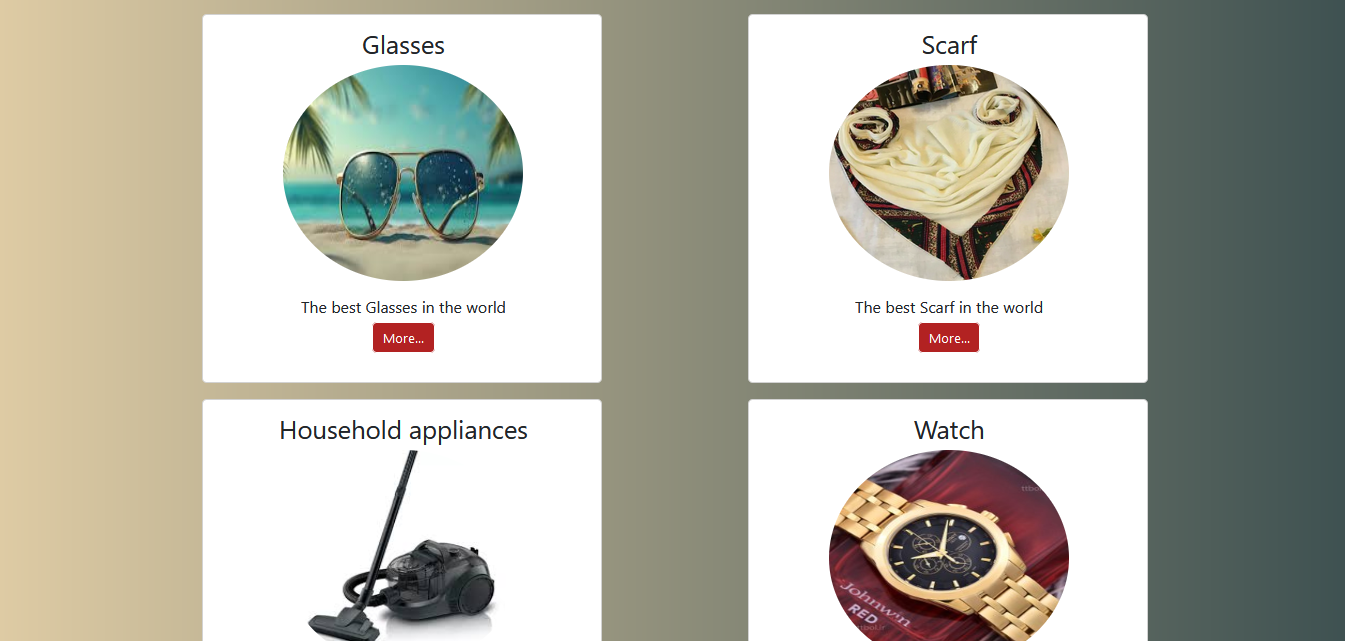 Glasses
The best Glasses in the world
More...
Scarf
The best Scarf in the world
More...
Household appliances
Watch
Johnwin
RED